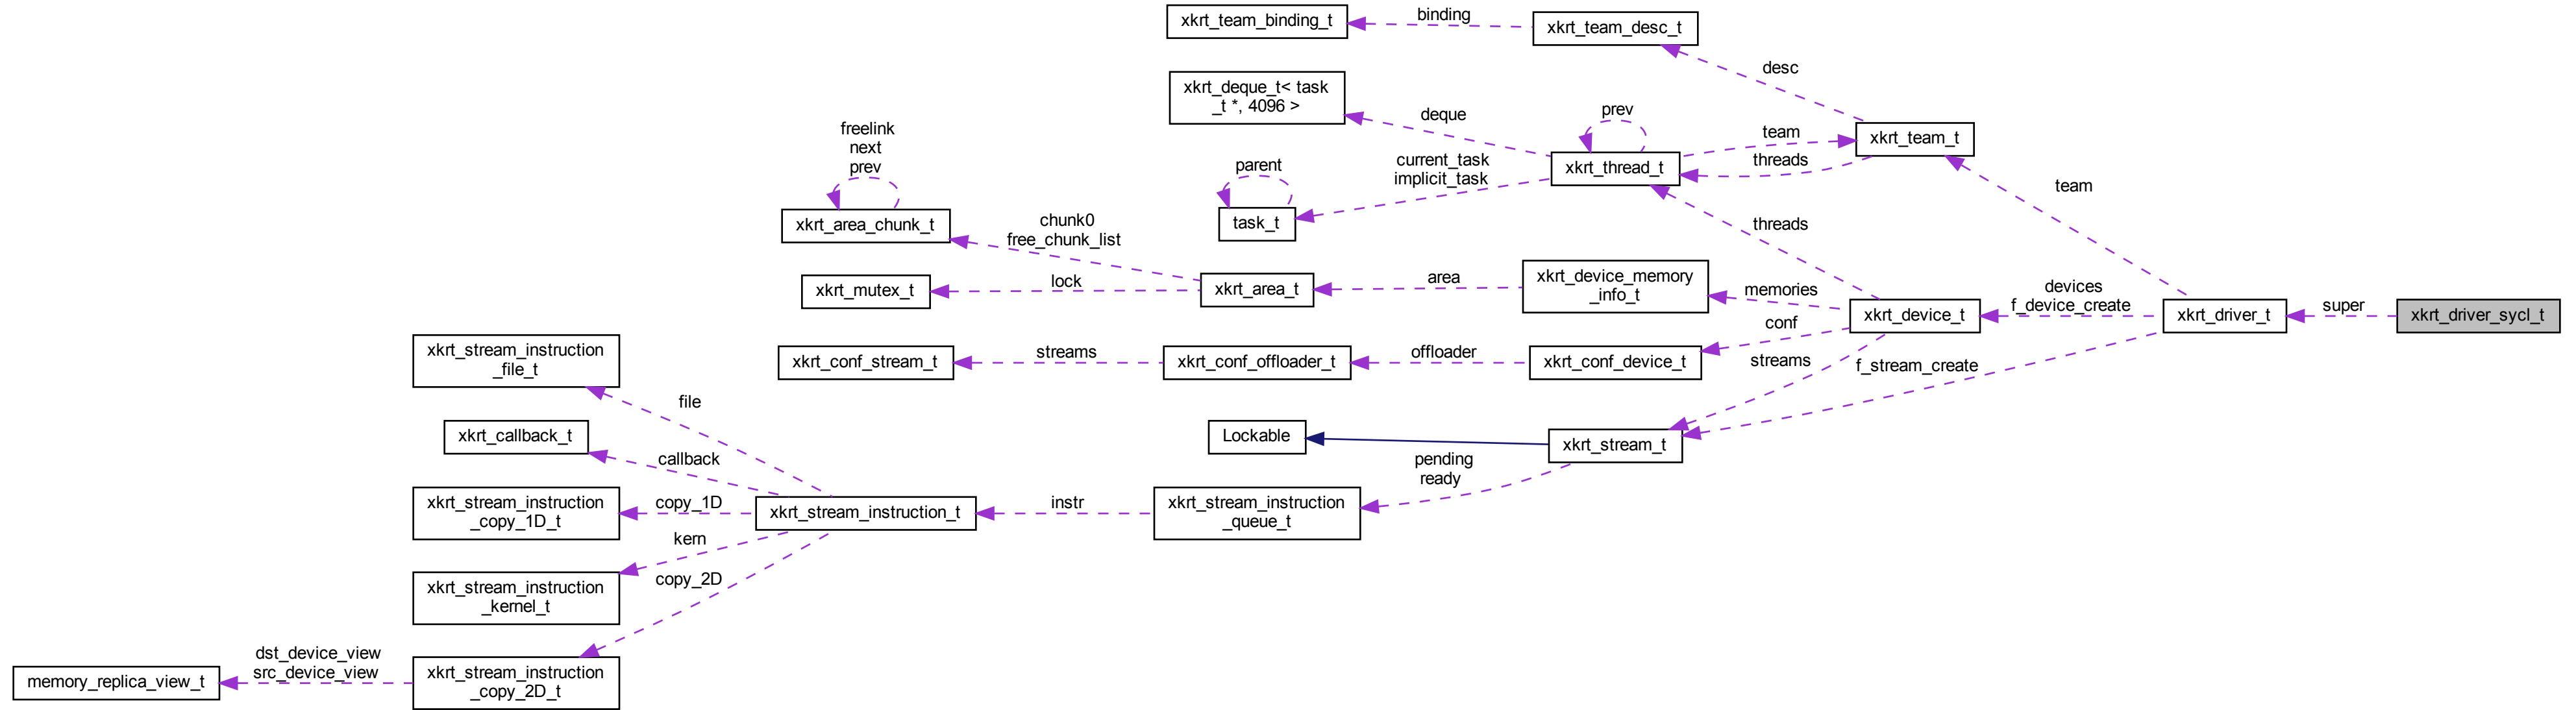 xkrt_team_binding_t
binding
xkrt_team_desc_t
desc
xkrt_deque_t< task
_t *, 4096 >
deque
prev
team
threads
xkrt_team_t
xkrt_thread_t
current_task
implicit_task
parent
task_t
freelink
next
prev
xkrt_area_chunk_t
chunk0
free_chunk_list
threads
team
xkrt_mutex_t
lock
xkrt_area_t
area
xkrt_device_memory
_info_t
memories
xkrt_device_t
devices
f_device_create
xkrt_driver_t
super
xkrt_driver_sycl_t
conf
xkrt_conf_stream_t
streams
xkrt_conf_offloader_t
offloader
xkrt_conf_device_t
streams
f_stream_create
xkrt_stream_instruction
_file_t
file
xkrt_callback_t
callback
Lockable
xkrt_stream_t
pending
ready
xkrt_stream_instruction
_copy_1D_t
copy_1D
xkrt_stream_instruction_t
instr
xkrt_stream_instruction
_queue_t
kern
xkrt_stream_instruction
_kernel_t
copy_2D
memory_replica_view_t
dst_device_view
src_device_view
xkrt_stream_instruction
_copy_2D_t